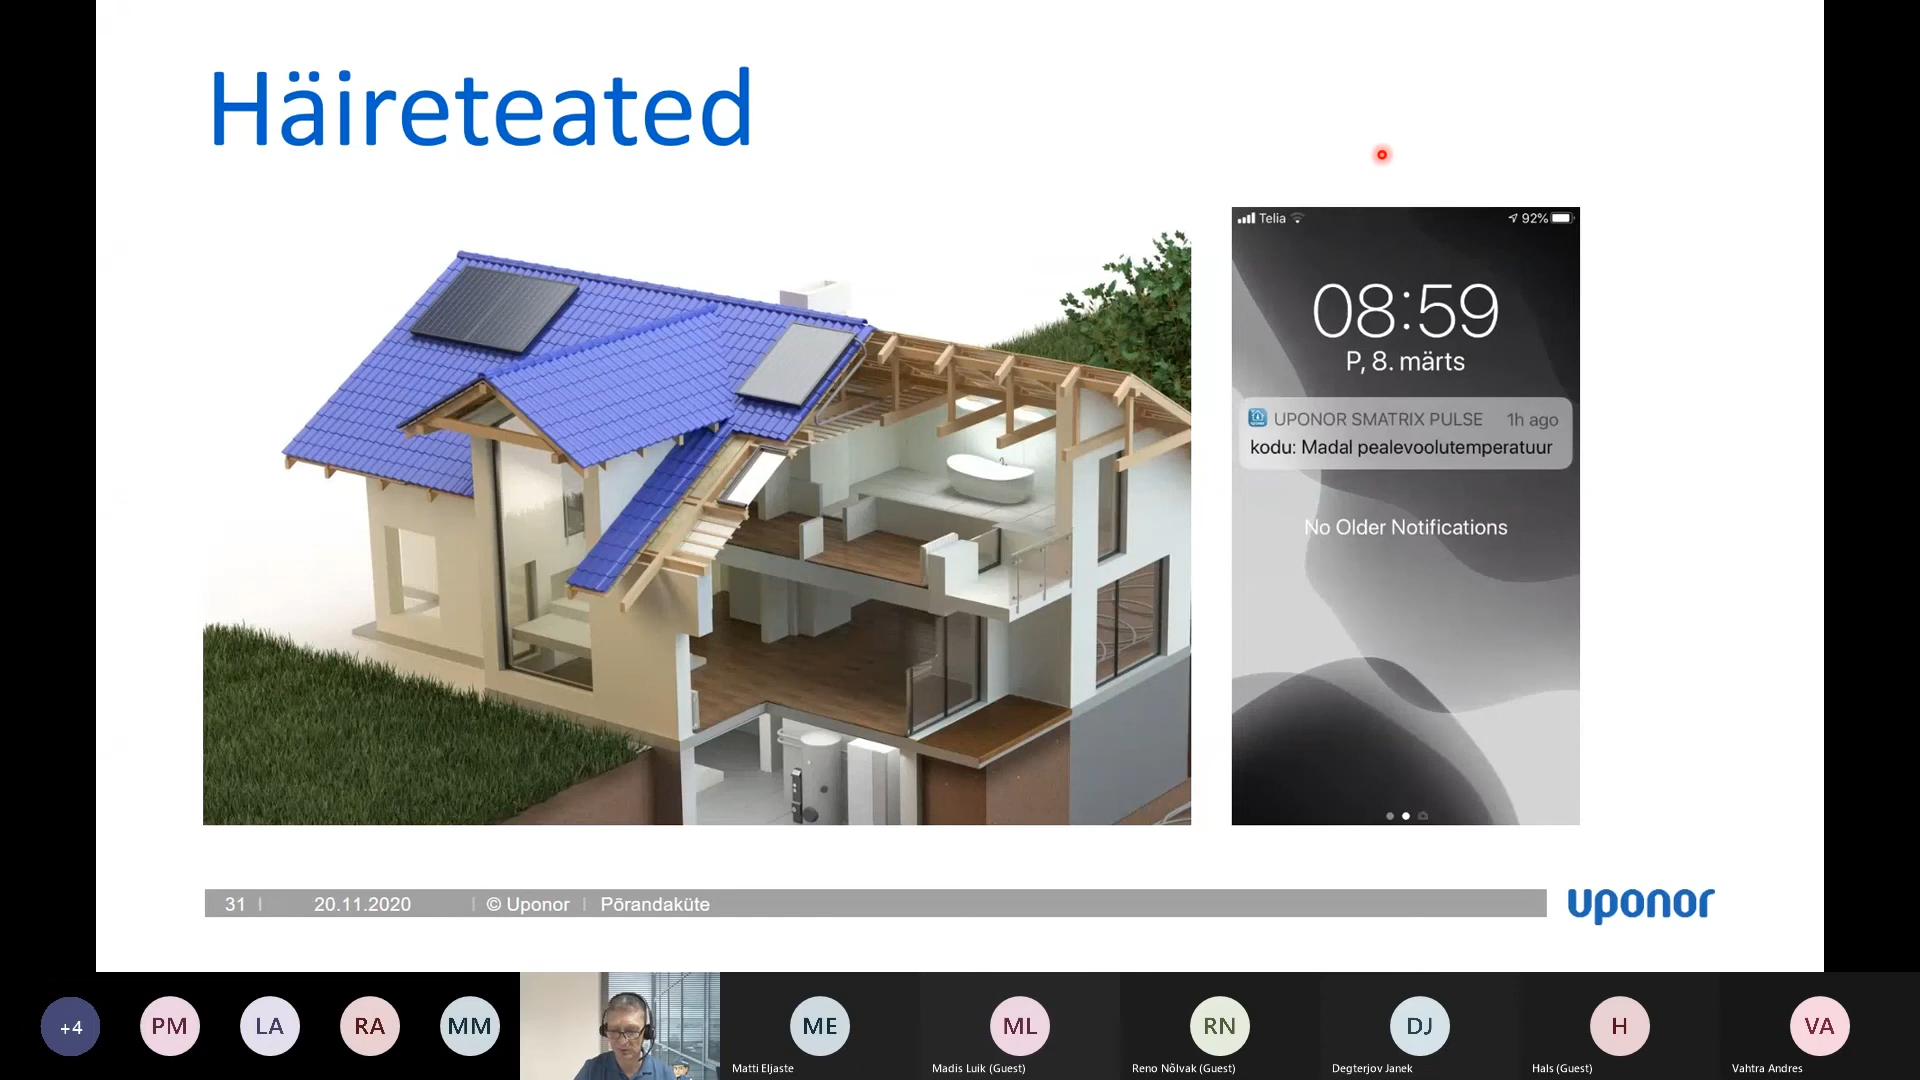 Häireteated
Telia
92%
08:59
P, 8. märts
UPONOR SMATRIX PULSE 1h ago
kodu: Madal pealevoolutemperatuur
No Older Notifications
31 | 20.11.2020 | © Uponor | Põrandaküte
uponor
+4
PM
LA
RA
MM
ME
ML
RN
DJ
H
VA
Matti Eljaste
Madis Luik (Guest)
Reno Nõlvak (Guest)
Degterjov Janek
Hals (Guest)
Vahtra Andres